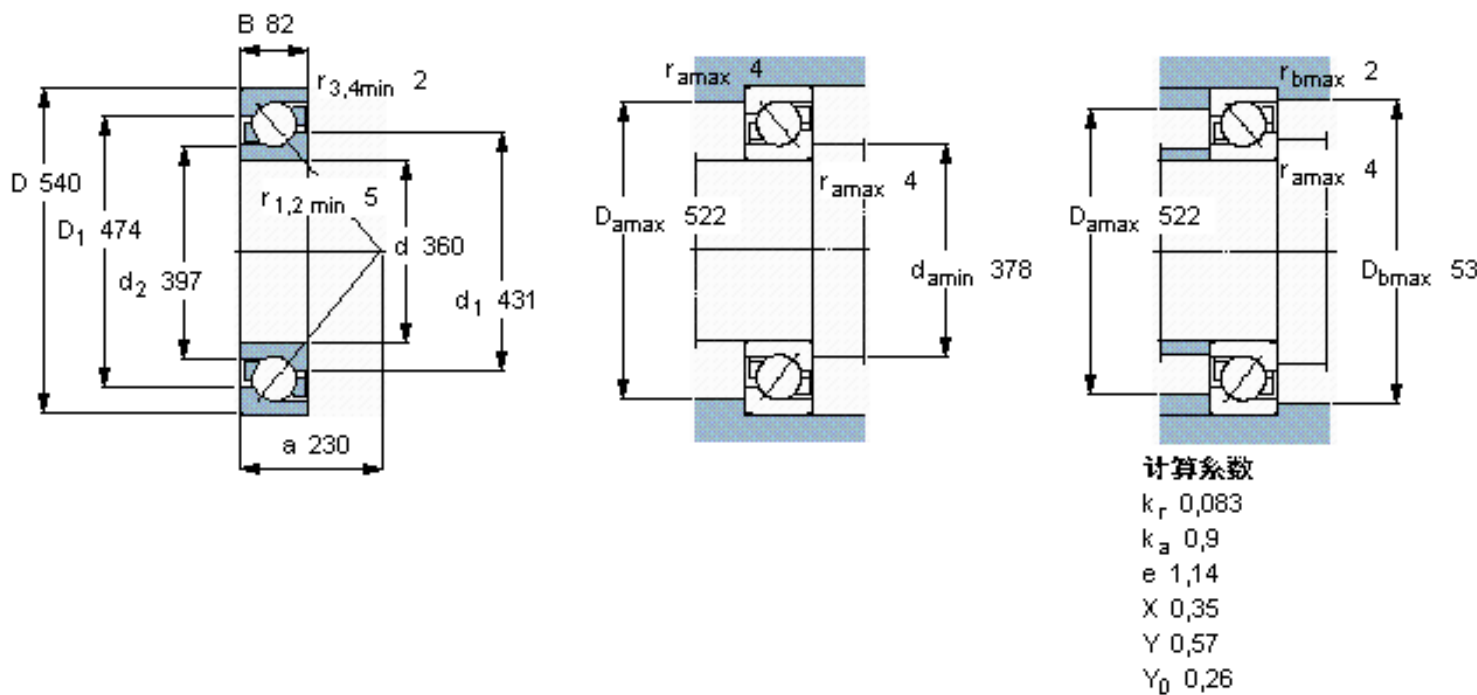 B 82
r3,4min 2
D 540
D1 474
d2 397
r1,2 min 5
d 360
d1 431
a 230
ramax 4
ramax 4
Damax 522
damin 378
rbmax 2
ramax 4
Damax 522
Dbmax 53
计算系数
kr 0,083
ka 0,9
e 1,14
X 0,35
Y 0,57
Y0 0,26